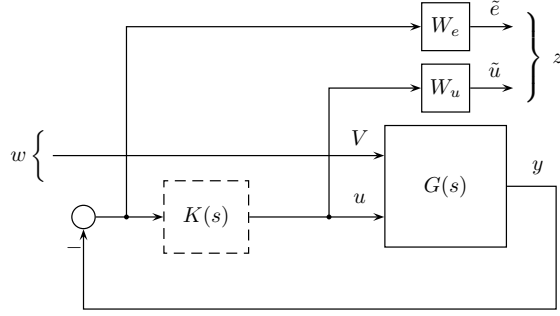 W_e ẽ
z
W_u ũ
w { V
G(s) y
K(s) u
−